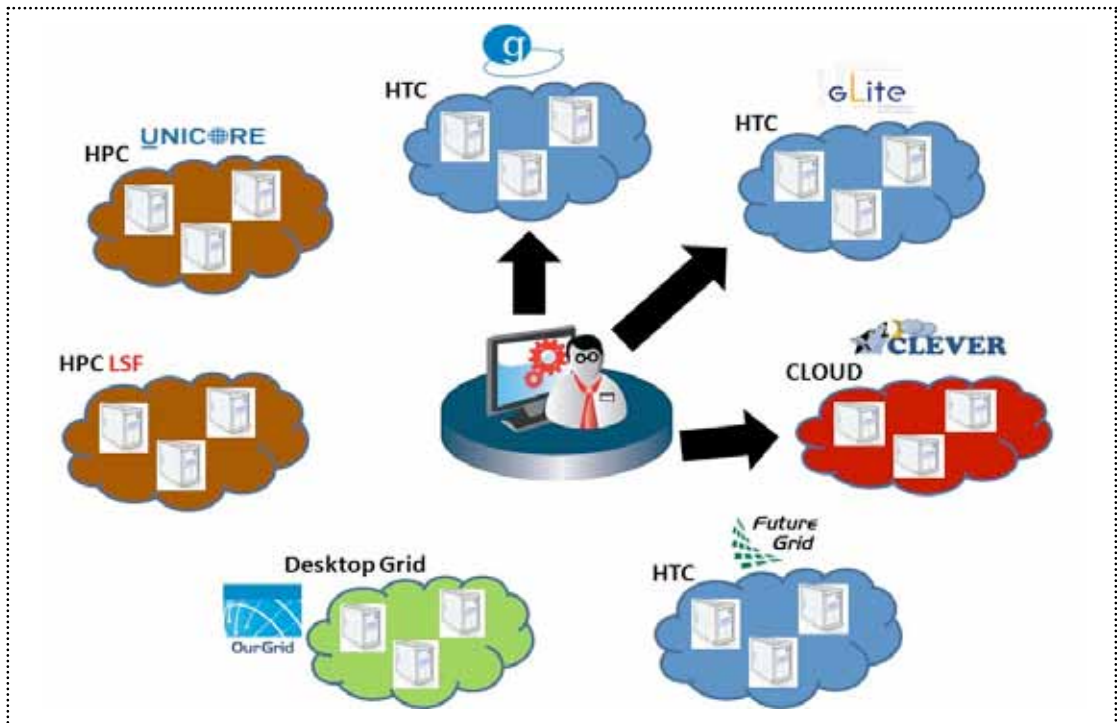 g
HTC
gLite
HTC
UNICORE
HPC
HPC LSF
CLEVER
CLOUD
Future
Grid
Desktop Grid
HTC
OurGrid